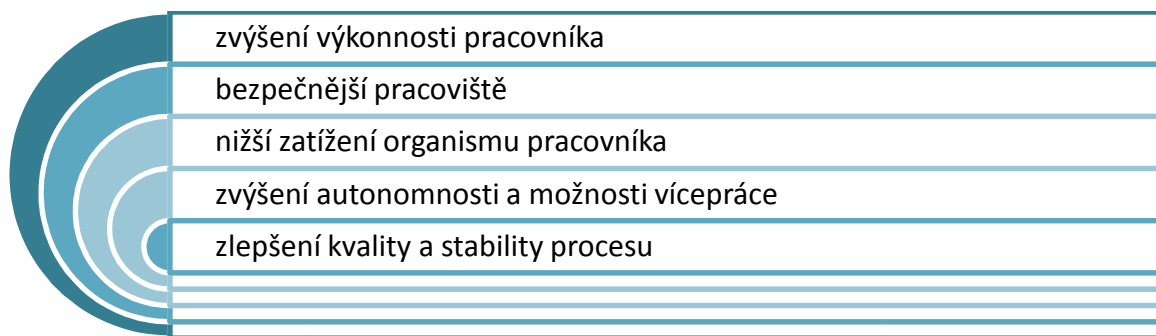 zvýšení výkonnosti pracovníka
bezpečnější pracoviště
nižší zatížení organismu pracovníka
zvýšení autonomnosti a možnosti vícepráce
zlepšení kvality a stability procesu